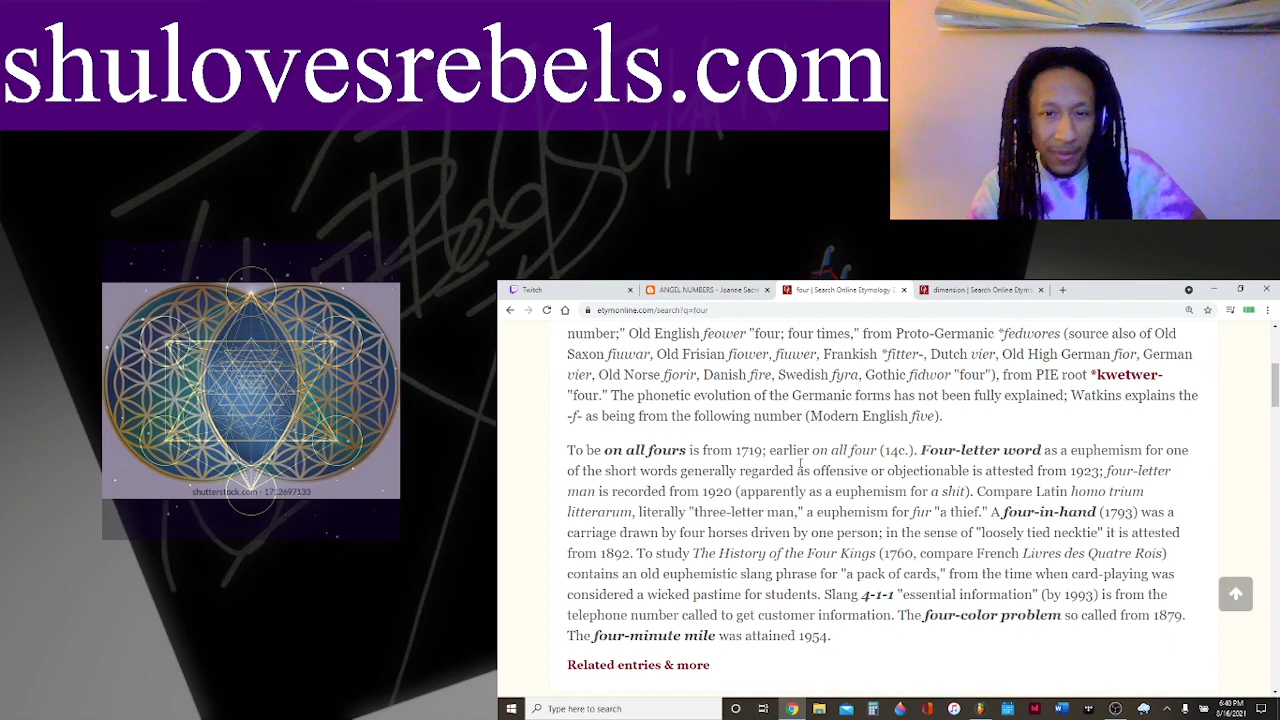 shulovesrebels.com
shutterstock.com · 1712697133
Twitch
ANGEL NUMBERS - Joanne Sacre
four | Search Online Etymology D
dimension | Search Online Etymo
etymonline.com/search?q=four
number;" Old English feower "four; four times," from Proto-Germanic *fedwores (source also of Old
Saxon fiuwar, Old Frisian fiower, fiuwer, Frankish *fitter-, Dutch vier, Old High German fior, German
vier, Old Norse fjorir, Danish fire, Swedish fyra, Gothic fidwor "four"), from PIE root *kwetwer-
"four." The phonetic evolution of the Germanic forms has not been fully explained; Watkins explains the
-f- as being from the following number (Modern English five).
To be on all fours is from 1719; earlier on all four (14c.). Four-letter word as a euphemism for one
of the short words generally regarded as offensive or objectionable is attested from 1923; four-letter
man is recorded from 1920 (apparently as a euphemism for a shit). Compare Latin homo trium
litterarum, literally "three-letter man," a euphemism for fur "a thief." A four-in-hand (1793) was a
carriage drawn by four horses driven by one person; in the sense of "loosely tied necktie" it is attested
from 1892. To study The History of the Four Kings (1760, compare French Livres des Quatre Rois)
contains an old euphemistic slang phrase for "a pack of cards," from the time when card-playing was
considered a wicked pastime for students. Slang 4-1-1 "essential information" (by 1993) is from the
telephone number called to get customer information. The four-color problem so called from 1879.
The four-minute mile was attained 1954.
Related entries & more
Type here to search
6:40 PM
8/16/2021